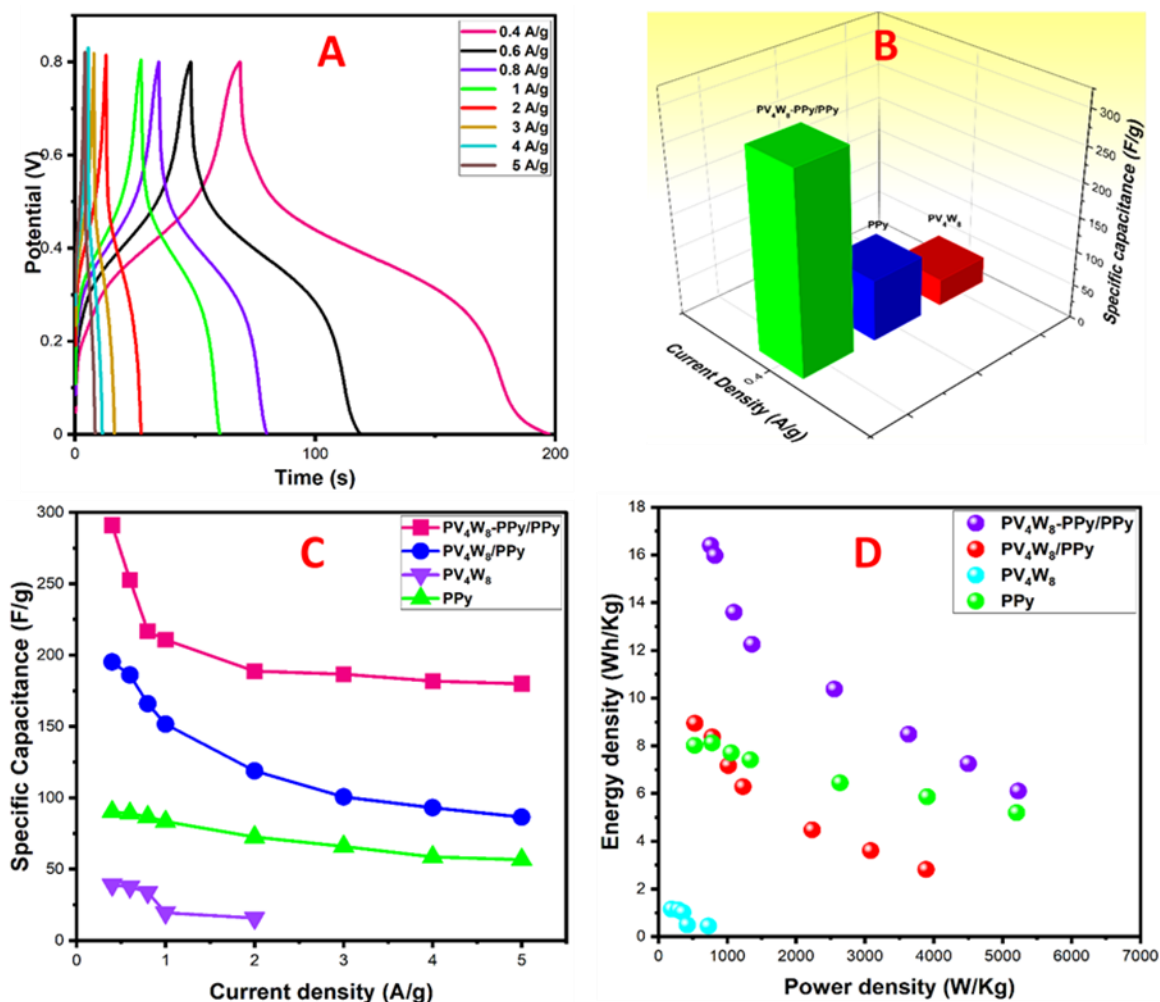 A
0.4 A/g
0.6 A/g
0.8 A/g
1 A/g
2 A/g
3 A/g
4 A/g
5 A/g
0.8
0.6
0.4
0.2
0
0
100
200
Potential (V)
Time (s)
B
PV₄W₈-PPy/PPy
PPy
PV₄W₈
300
250
200
150
100
50
0
Specific capacitance (F/g)
0.4
Current Density (A/g)
C
PV₄W₈-PPy/PPy
PV₄W₈/PPy
PV₄W₈
PPy
300
250
200
150
100
50
0
0
1
2
3
4
5
Specific Capacitance (F/g)
Current density (A/g)
D
PV₄W₈-PPy/PPy
PV₄W₈/PPy
PV₄W₈
PPy
18
16
14
12
10
8
6
4
2
0
0
1000
2000
3000
4000
5000
6000
7000
Energy density (Wh/Kg)
Power density (W/Kg)